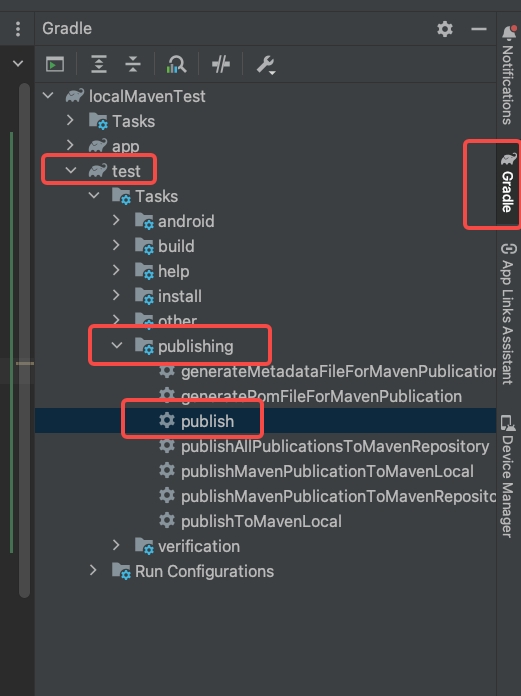 Gradle
localMavenTest
Tasks
app
test
Tasks
android
build
help
install
other
publishing
generateMetadataFileForMavenPublication
generatePomFileForMavenPublication
publish
publishAllPublicationsToMavenRepository
publishMavenPublicationToMavenLocal
publishMavenPublicationToMavenReposito
publishToMavenLocal
verification
Run Configurations
Notifications
Gradle
App Links Assistant
Device Manager